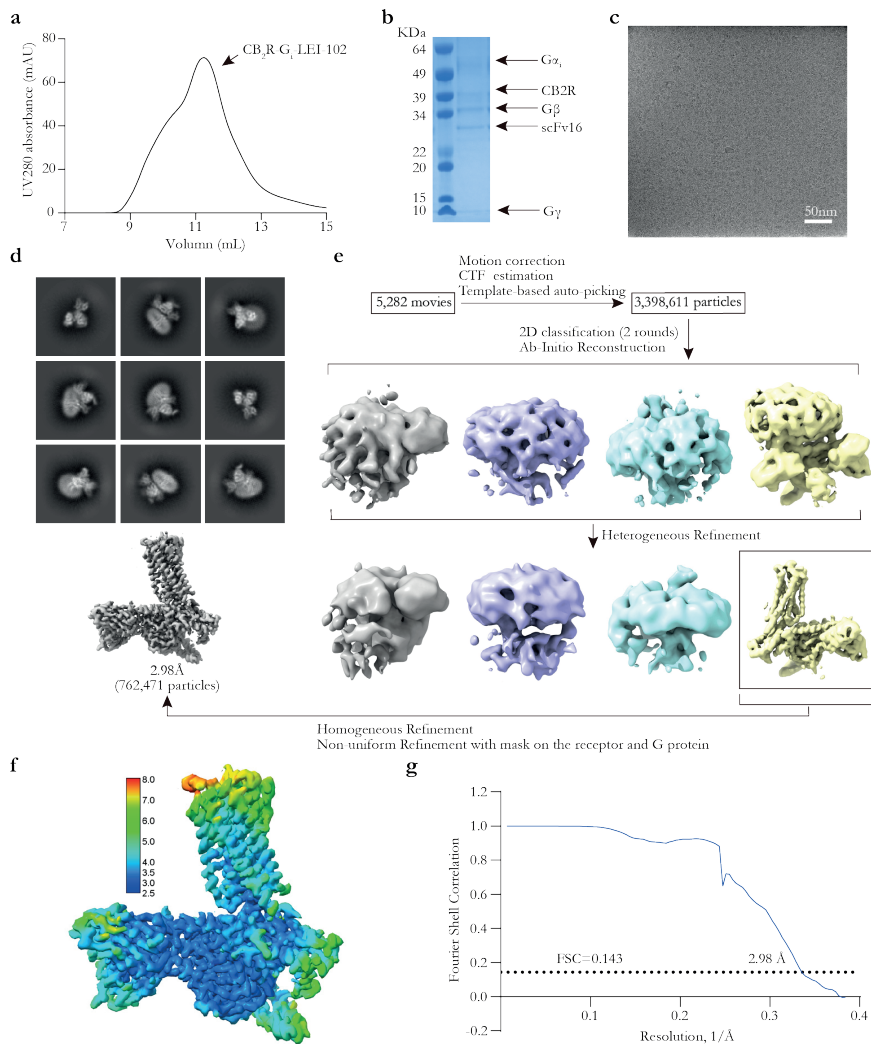 a
CB₂R-Gᵢ-LEI-102
UV280 absorbance (mAU)
80
60
40
20
0
7
9
11
13
15
Volumn (mL)
b
KDa
64
49
39
34
22
20
15
10
Gαᵢ
CB2R
Gβ
scFv16
Gγ
c
50nm
d
2.98Å
(762,471 particles)
e
Motion correction
CTF estimation
Template-based auto-picking
5,282 movies
3,398,611 particles
2D classification (2 rounds)
Ab-Initio Reconstruction
Heterogeneous Refinement
Homogeneous Refinement
Non-uniform Refinement with mask on the receptor and G protein
f
8.0
7.0
6.0
5.0
4.0
3.5
3.0
2.5
g
Fourier Shell Correlation
1.0
0.8
0.6
0.4
0.2
0.0
-0.2
FSC=0.143
2.98 Å
0.1
0.2
0.3
0.4
Resolution, 1/Å